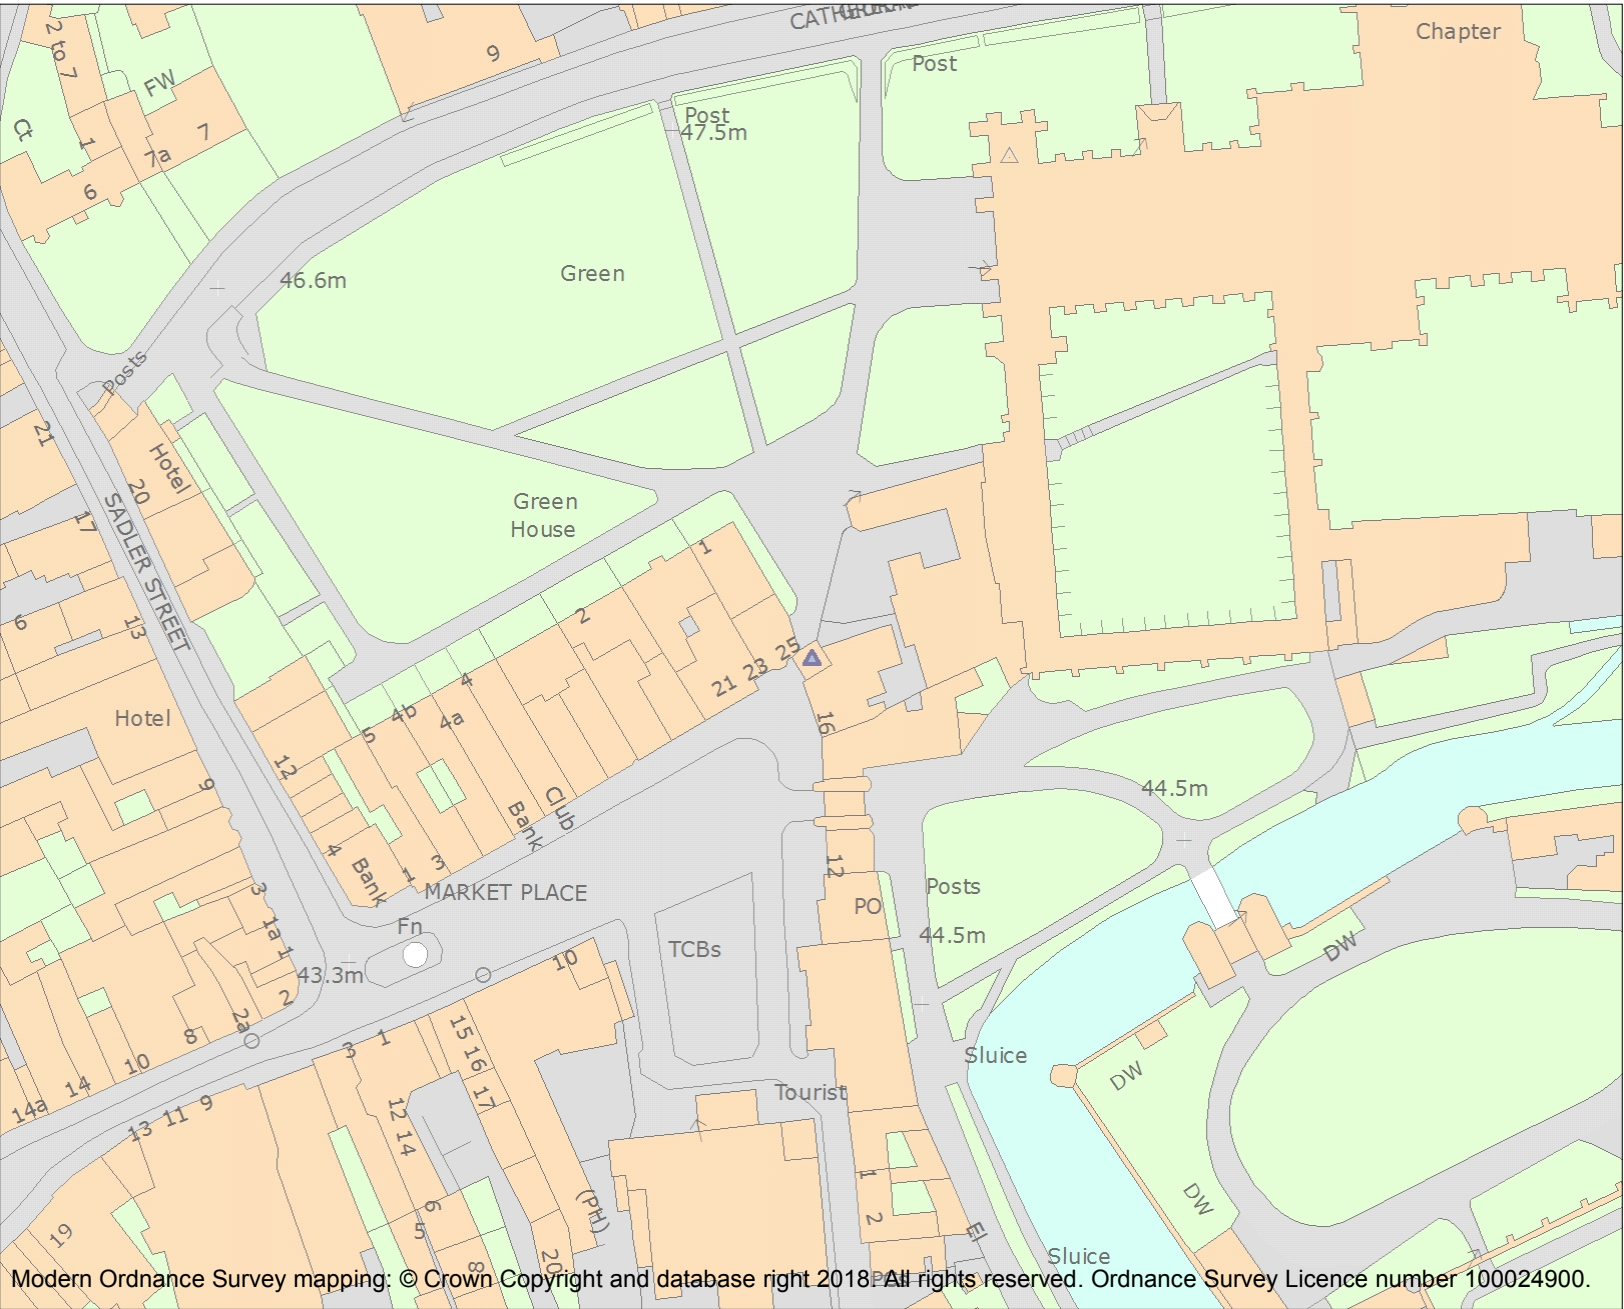 Chapter
Post
9
2 to 7
FW
Post
47.5m
Ct
1
7
7a
6
46.6m
Green
Posts
21
Hotel
20
SADLER STREET
17
Green
House
1
2
6
13
25
23
21
4
4b
4a
5
16
Hotel
12
9
44.5m
Club
Bank
4
Bank
1
3
12
MARKET PLACE
Posts
PO
3
Fn
1a
1
44.5m
TCBs
43.3m
10
2
2a
8
10
14
14a
3
1
15
16
17
DW
Sluice
DW
Tourist
9
11
13
12
14
1
2
DW
(PH)
6
5
19
El
8
20
Sluice
Modern Ordnance Survey mapping: © Crown Copyright and database right 2018. All rights reserved. Ordnance Survey Licence number 100024900.